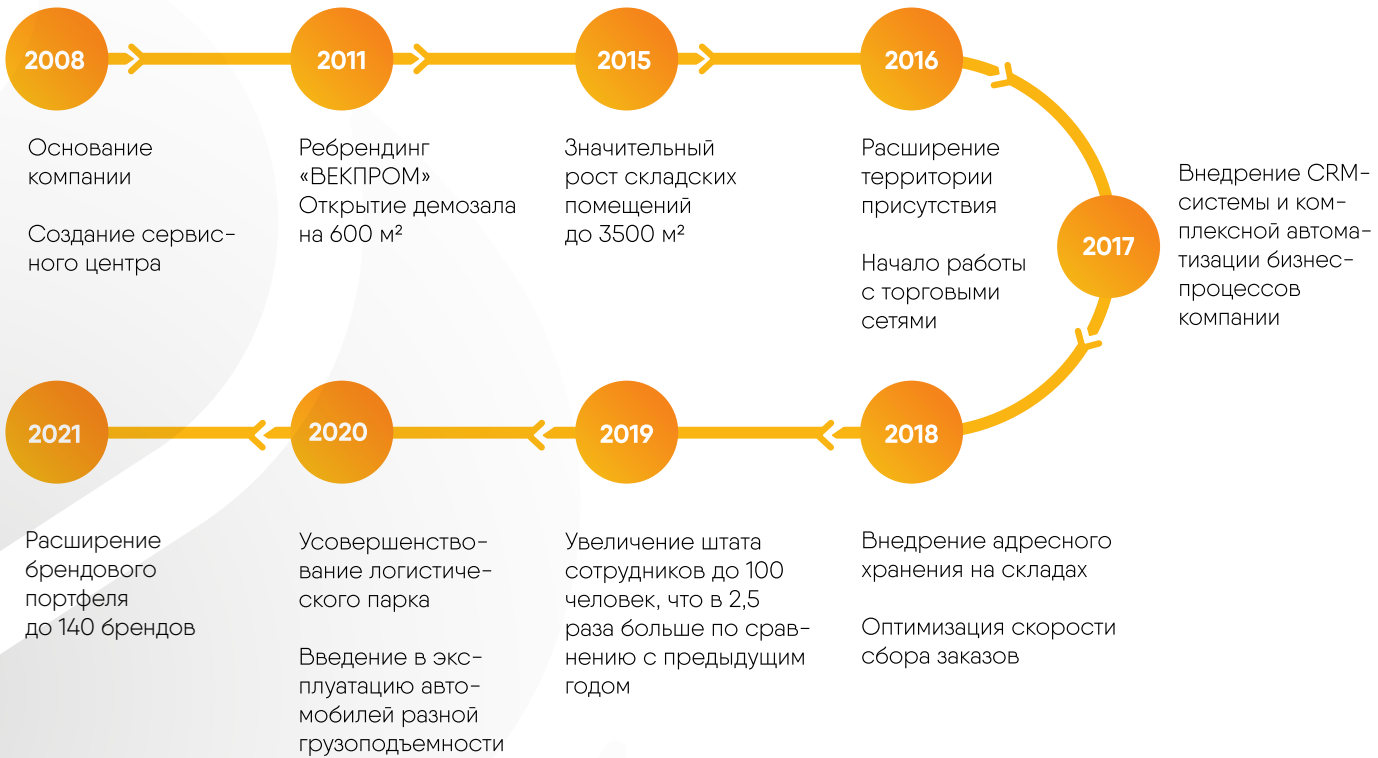 2008
Основание
компании
Создание сервис-
ного центра
2011
Ребрендинг
«ВЕКПРОМ»
Открытие демозала
на 600 м²
2015
Значительный
рост складских
помещений
до 3500 м²
2016
Расширение
территории
присутствия
Начало работы
с торговыми
сетями
2017
Внедрение CRM-
системы и ком-
плексной автома-
тизации бизнес-
процессов
компании
2018
Внедрение адресного
хранения на складах
Оптимизация скорости
сбора заказов
2019
Увеличение штата
сотрудников до 100
человек, что в 2,5
раза больше по срав-
нению с предыдущим
годом
2020
Усовершенство-
вание логистиче-
ского парка
Введение в экс-
плуатацию авто-
мобилей разной
грузоподъемности
2021
Расширение
брендового
портфеля
до 140 брендов